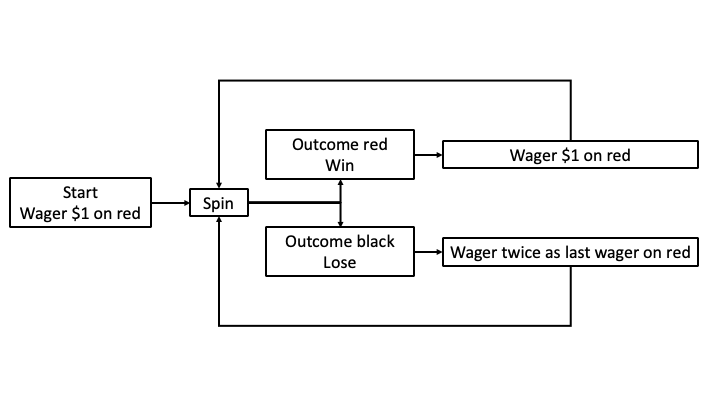 Start
Wager $1 on red
Spin
Outcome red
Win
Wager $1 on red
Outcome black
Lose
Wager twice as last wager on red